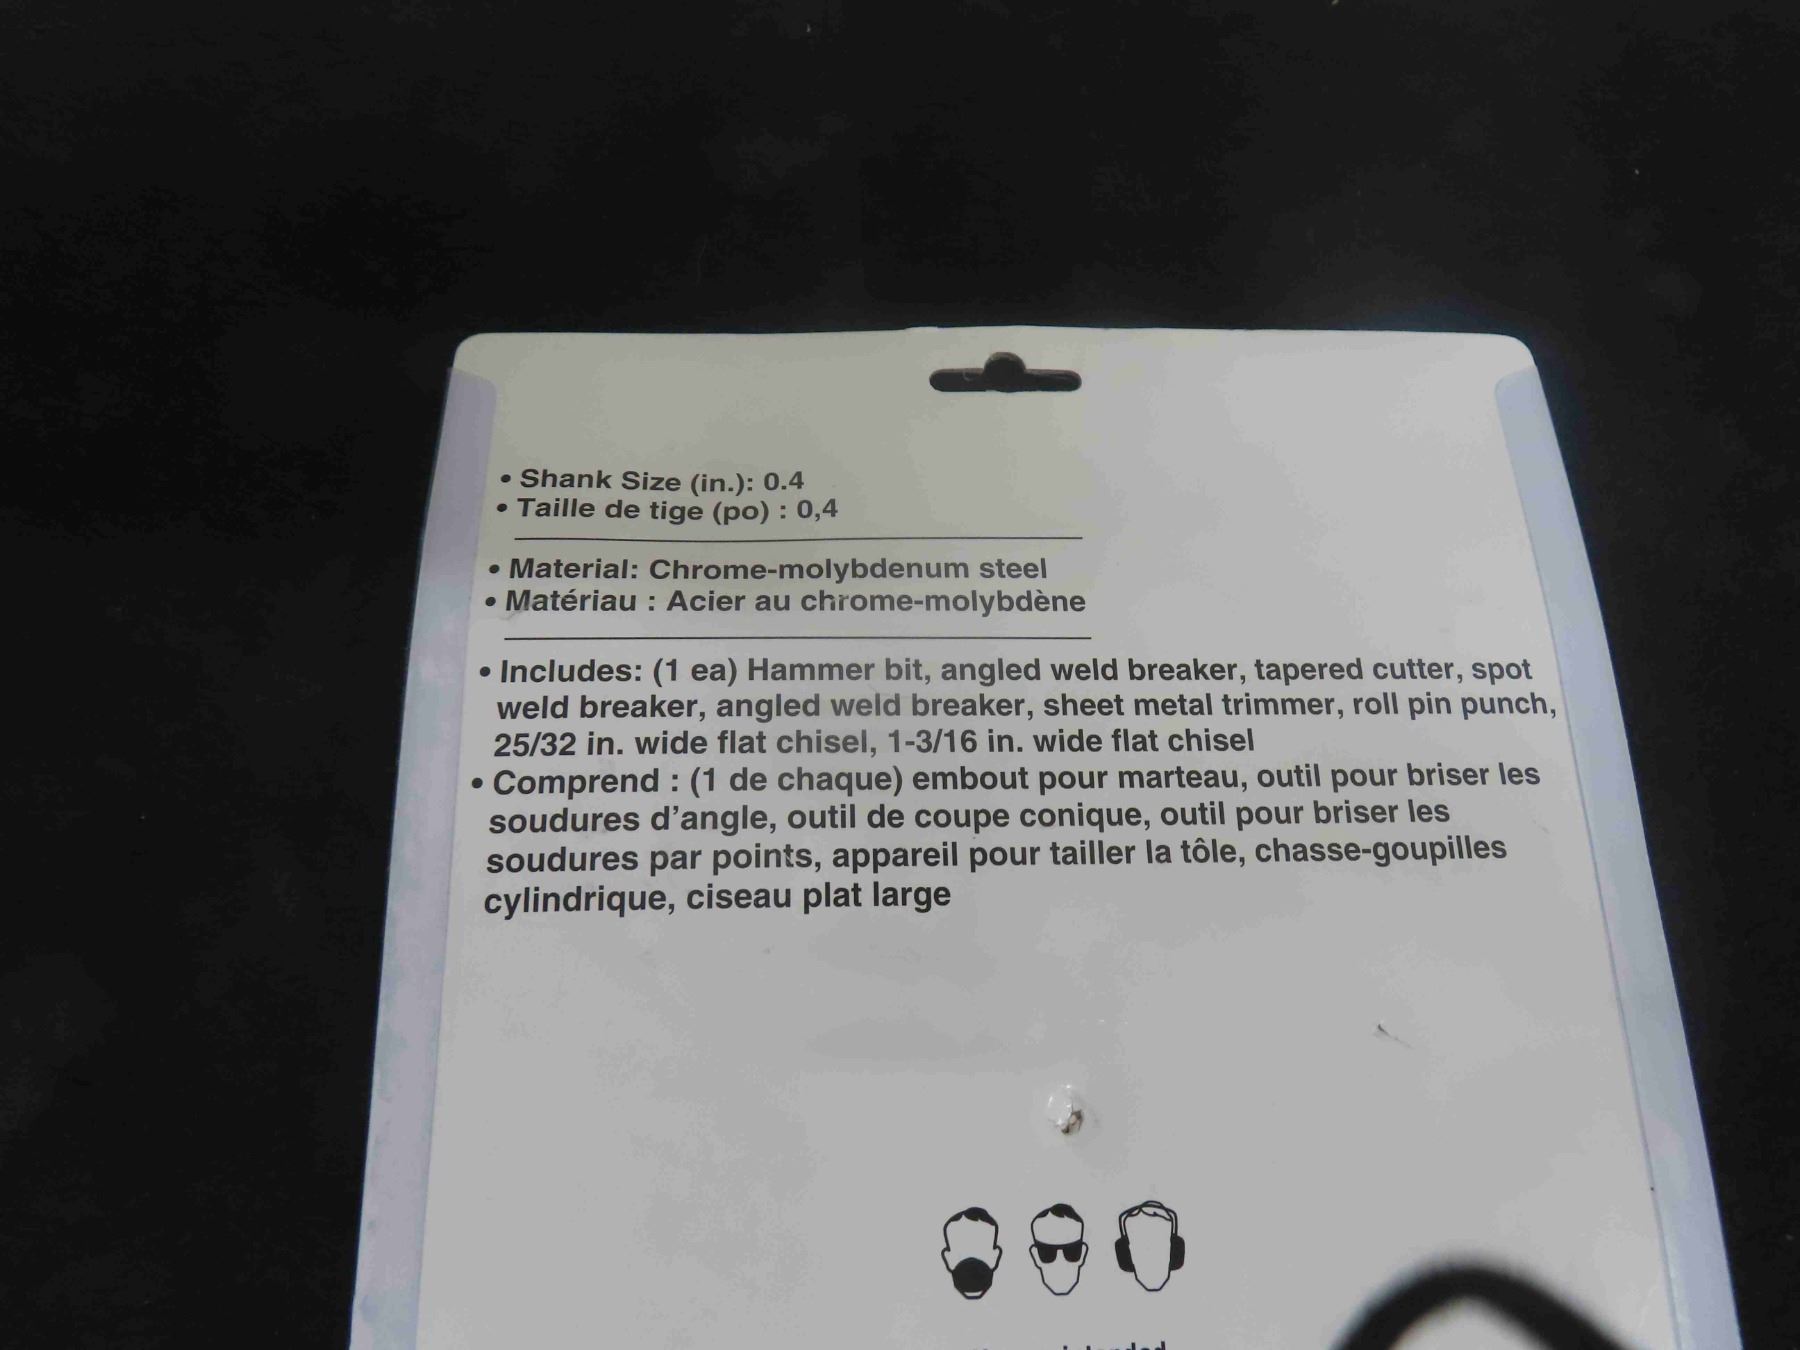 • Shank Size (in.): 0.4
• Taille de tige (po) : 0,4
• Material: Chrome-molybdenum steel
• Matériau : Acier au chrome-molybdène
• Includes: (1 ea) Hammer bit, angled weld breaker, tapered cutter, spot
weld breaker, angled weld breaker, sheet metal trimmer, roll pin punch,
25/32 in. wide flat chisel, 1-3/16 in. wide flat chisel
• Comprend : (1 de chaque) embout pour marteau, outil pour briser les
soudures d'angle, outil de coupe conique, outil pour briser les
soudures par points, appareil pour tailler la tôle, chasse-goupilles
cylindrique, ciseau plat large